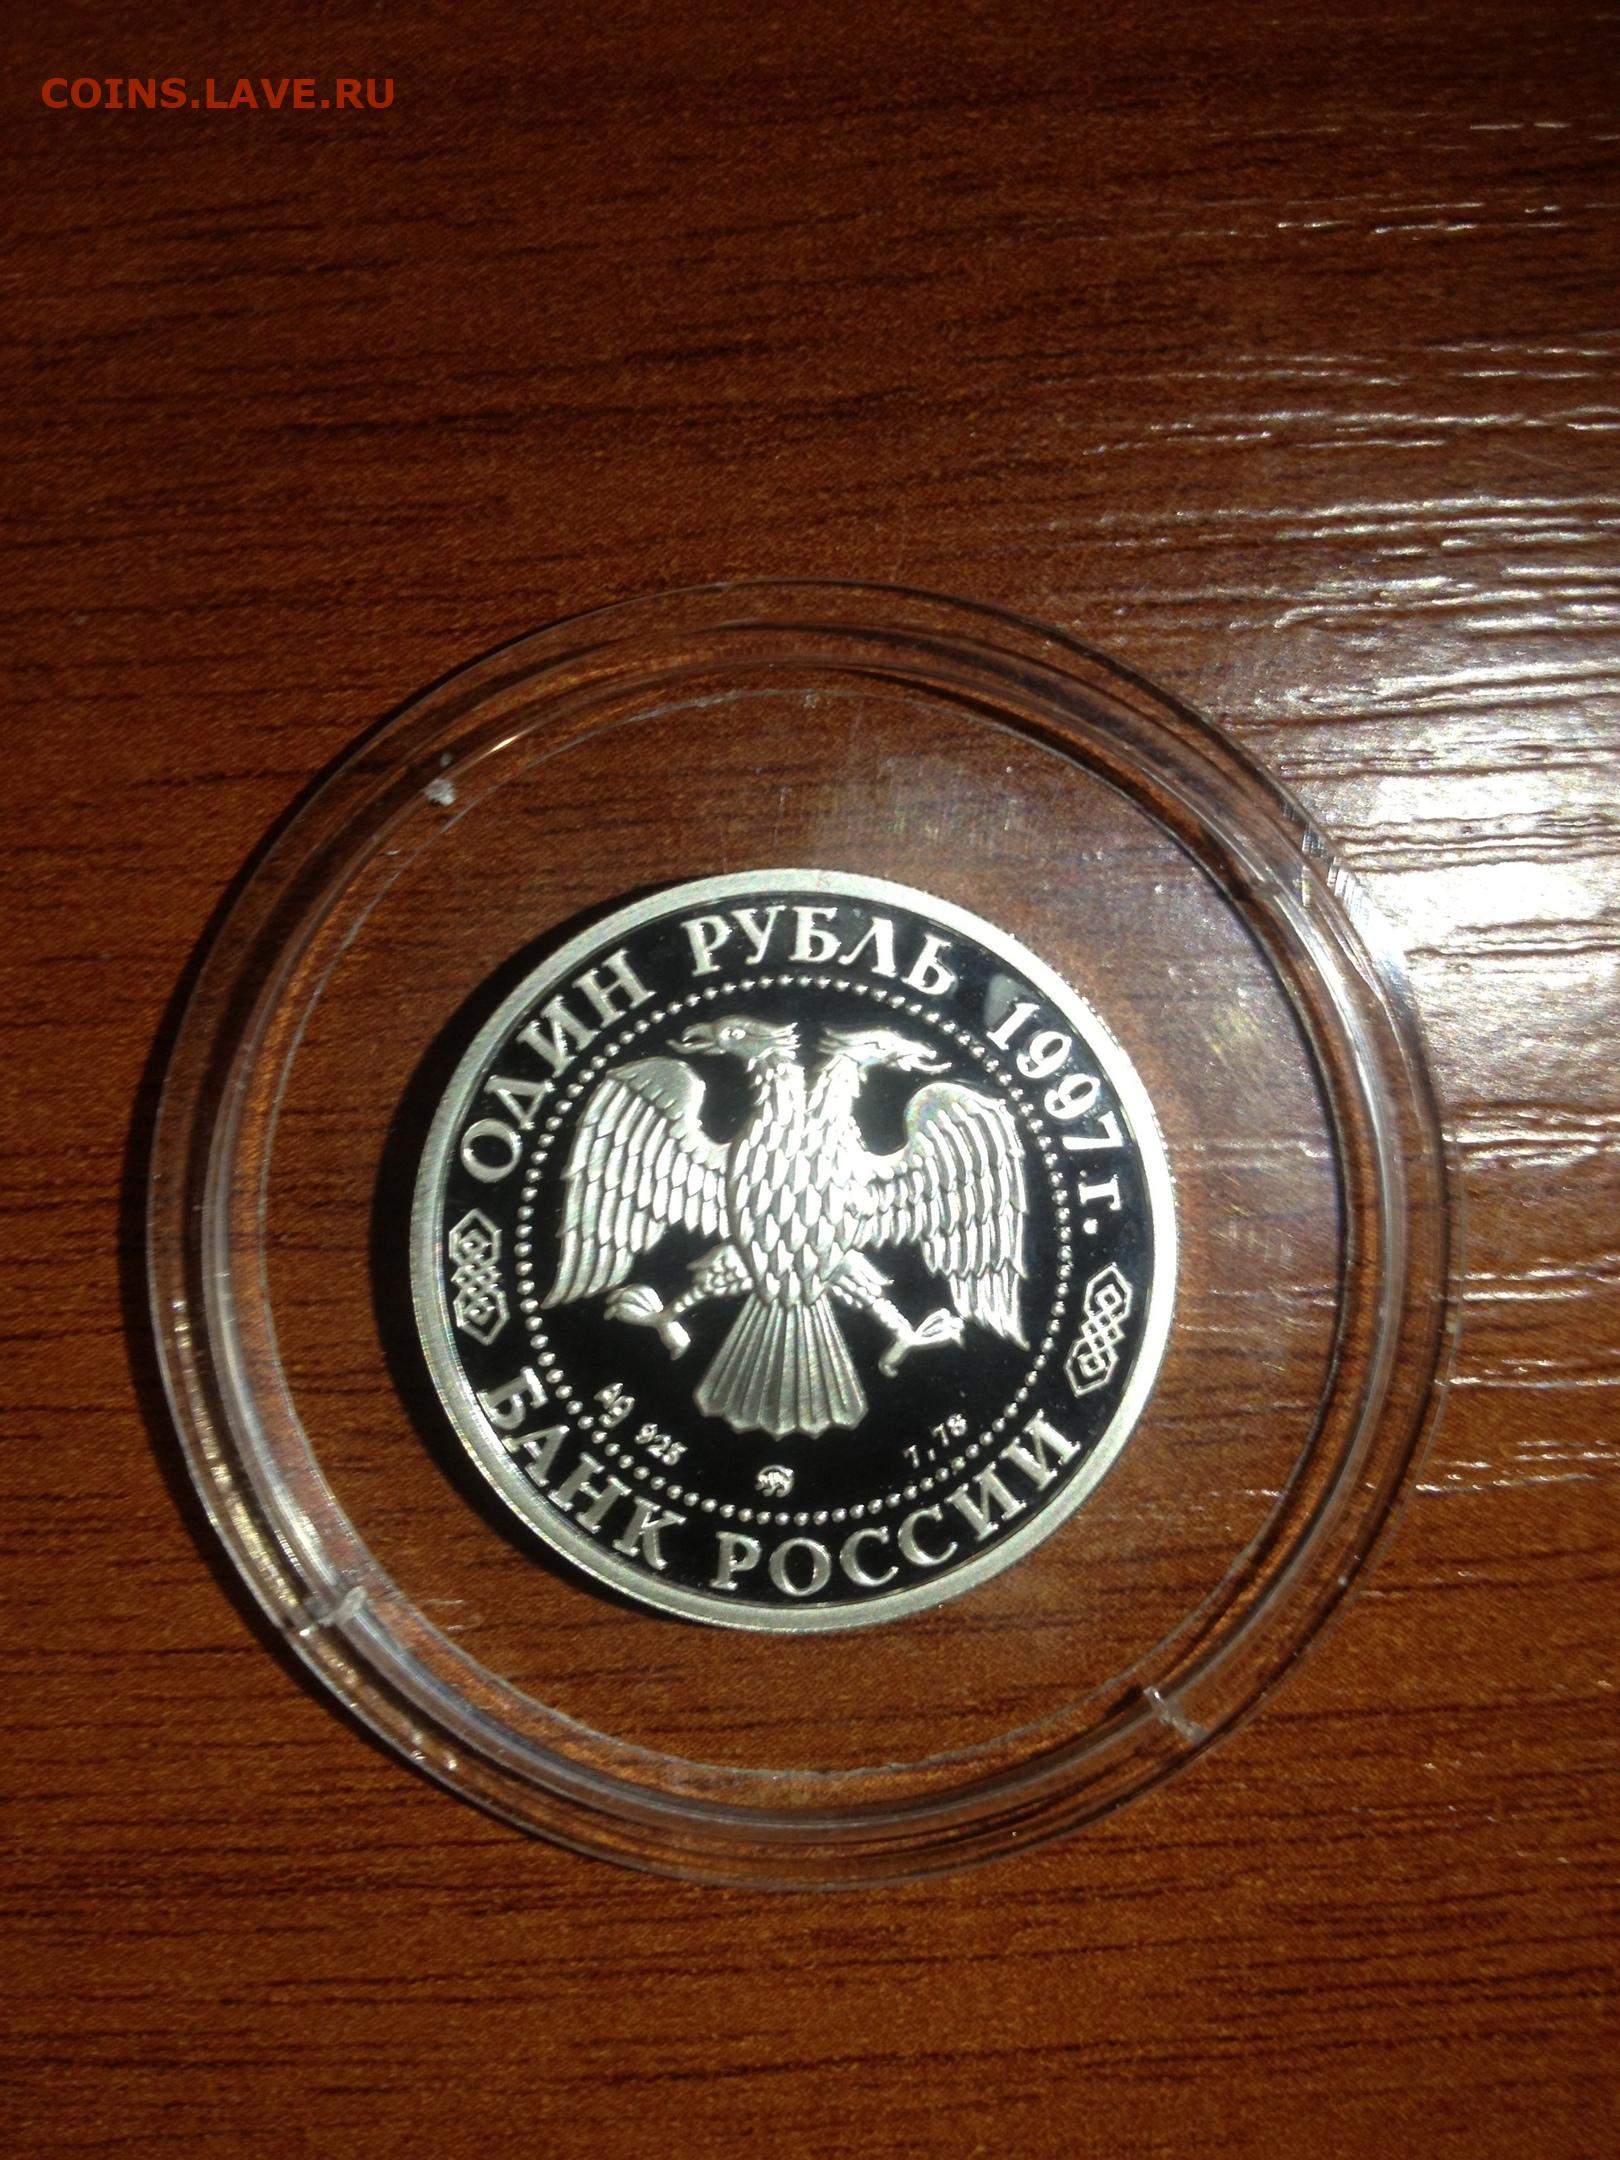 COINS.LAVE.RU
ОДИН РУБЛЬ 1997 г.
Ag 925
7,78
БАНК РОССИИ